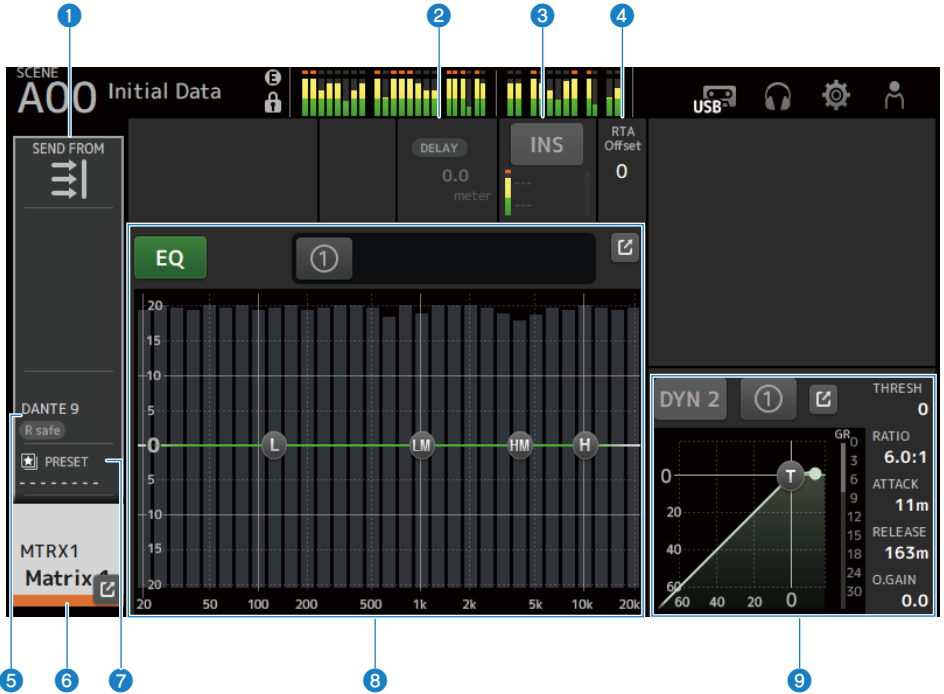 1 2 3 4
SCENE
A00 Initial Data
E
USB
SEND FROM
DELAY
0.0
meter
INS
---
---
RTA
Offset
0
EQ
1
20
15
10
5
0
5
10
15
20
L LM HM H
20 50 100 200 500 1k 2k 5k 10k 20k
DANTE 9
R safe
PRESET
--------
MTRX1
DYN 2
1
THRESH
0
RATIO
6.0:1
ATTACK
11m
RELEASE
163m
O.GAIN
0.0
GR
0
3
6
9
12
15
18
24
30
T
0
20
40
60
60 40 20 0
Matrix
5 6 7 8 9